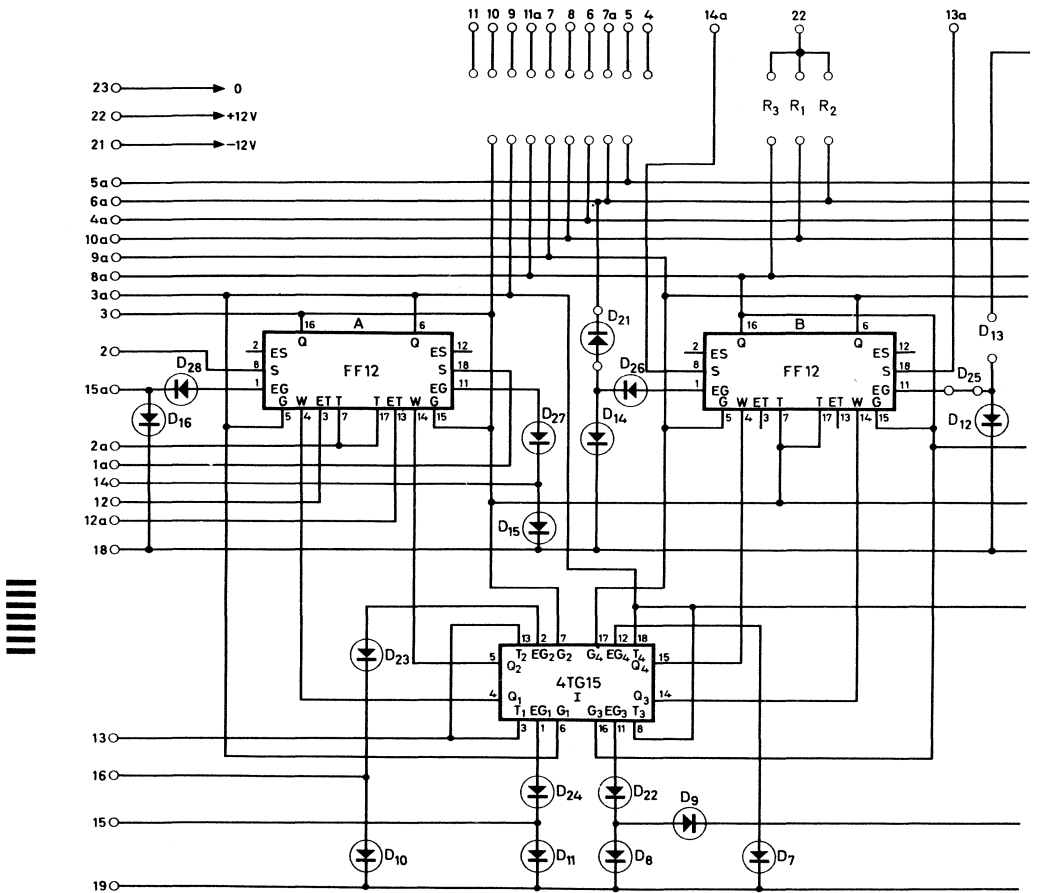 11 10 9 11a 7 8 6 7a 5 4 14a 22 13a
23 0
22 +12V
21 -12V
R3 R1 R2
5a
6a
4a
10a
9a
8a
3a
3
D21 D13
16 A 6 16 B 6
Q Q Q Q
2 ES ES 12 2 ES ES 12
2 8 S FF12 S 18 8 S FF12 S 18
D28 D26 D25
15a 1 EG EG 11 1 EG EG 11
G W ET T T ET W G G W ET T T ET W G
5 4 3 7 17 13 14 15 5 4 3 7 17 13 14 15
D16 D27 D14 D12
2a
1a
14
12
12a D15
18
13 2 7 17 12 18
T2 EG2 G2 G4 EG4 T4
D23 5 Q2 Q4 15
4TG15
4 Q1 I Q3 14
T1 EG1 G1 G3 EG3 T3
3 1 6 16 11 8
13
16
D24 D22 D9
15
D10 D11 D8 D7
19